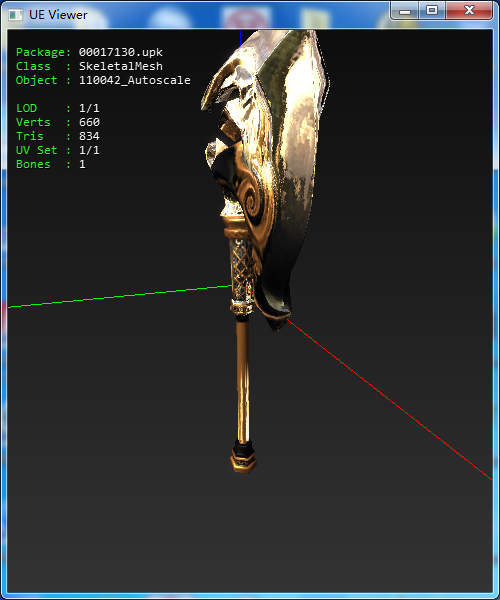 UE Viewer
Package: 00017130.upk
Class : SkeletalMesh
Object : 110042_Autoscale
LOD : 1/1
Verts : 660
Tris : 834
UV Set : 1/1
Bones : 1